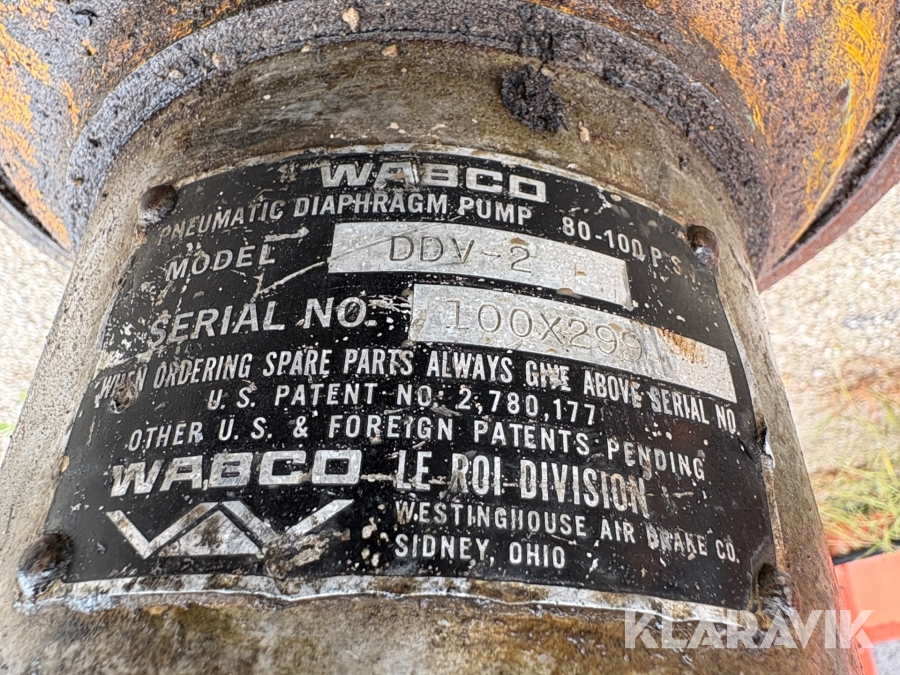 WABCO
PNEUMATIC DIAPHRAGM PUMP 80-100 P.S.I.
MODEL DDV-2
SERIAL NO. 100X299
WHEN ORDERING SPARE PARTS ALWAYS GIVE ABOVE SERIAL NO.
U.S. PATENT NO. 2,780,177
OTHER U.S. & FOREIGN PATENTS PENDING
WABCO LE ROI DIVISION
WESTINGHOUSE AIR BRAKE CO.
SIDNEY, OHIO
KLARAVIK